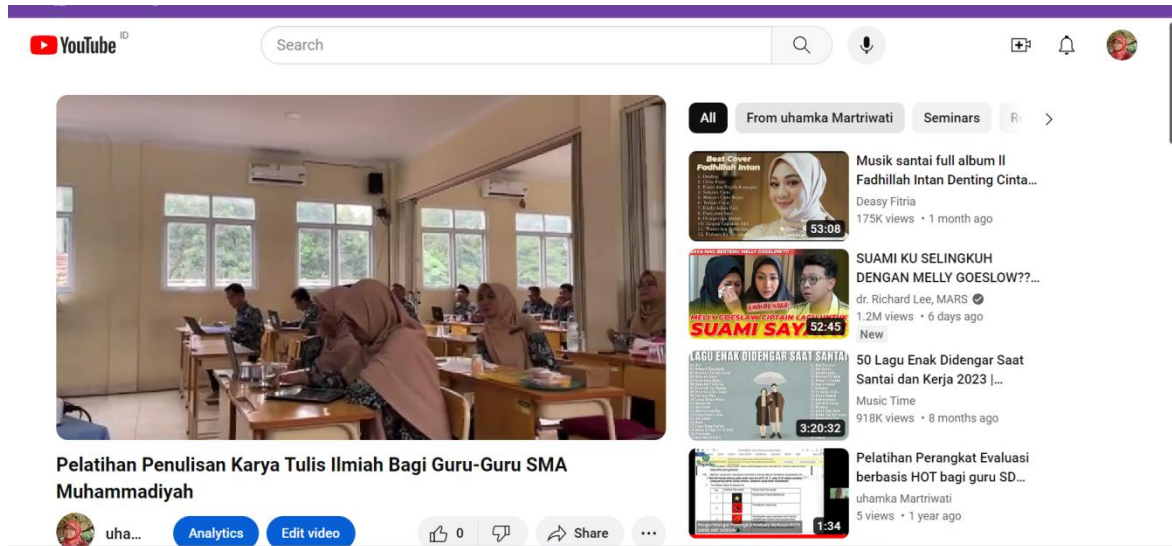 YouTube ID
Search
All From uhamka Martriwati Seminars
Best Cover
Fadhillah Intan
53:08
Musik santai full album ll
Fadhillah Intan Denting Cinta...
Deasy Fitria
175K views • 1 month ago
MELLY GOESLAW CIPTAIN LAGU UNTUK
SUAMI SAYA
52:45
SUAMI KU SELINGKUH
DENGAN MELLY GOESLOW??...
dr. Richard Lee, MARS
1.2M views • 6 days ago
New
LAGU ENAK DIDENGAR SAAT SANTAI
3:20:32
50 Lagu Enak Didengar Saat
Santai dan Kerja 2023 |...
Music Time
918K views • 8 months ago
1:34
Pelatihan Perangkat Evaluasi
berbasis HOT bagi guru SD...
uhamka Martriwati
5 views • 1 year ago
Pelatihan Penulisan Karya Tulis Ilmiah Bagi Guru-Guru SMA
Muhammadiyah
uha... Analytics Edit video 0 Share ...